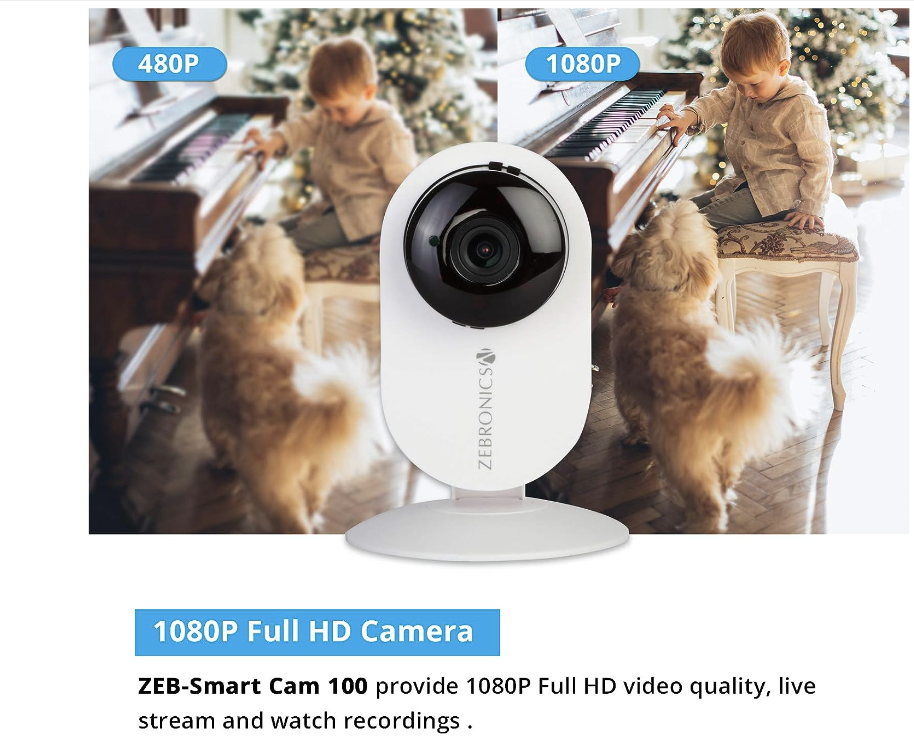 480P
1080P
ZEBRONICS
1080P Full HD Camera
ZEB-Smart Cam 100 provide 1080P Full HD video quality, live
stream and watch recordings .